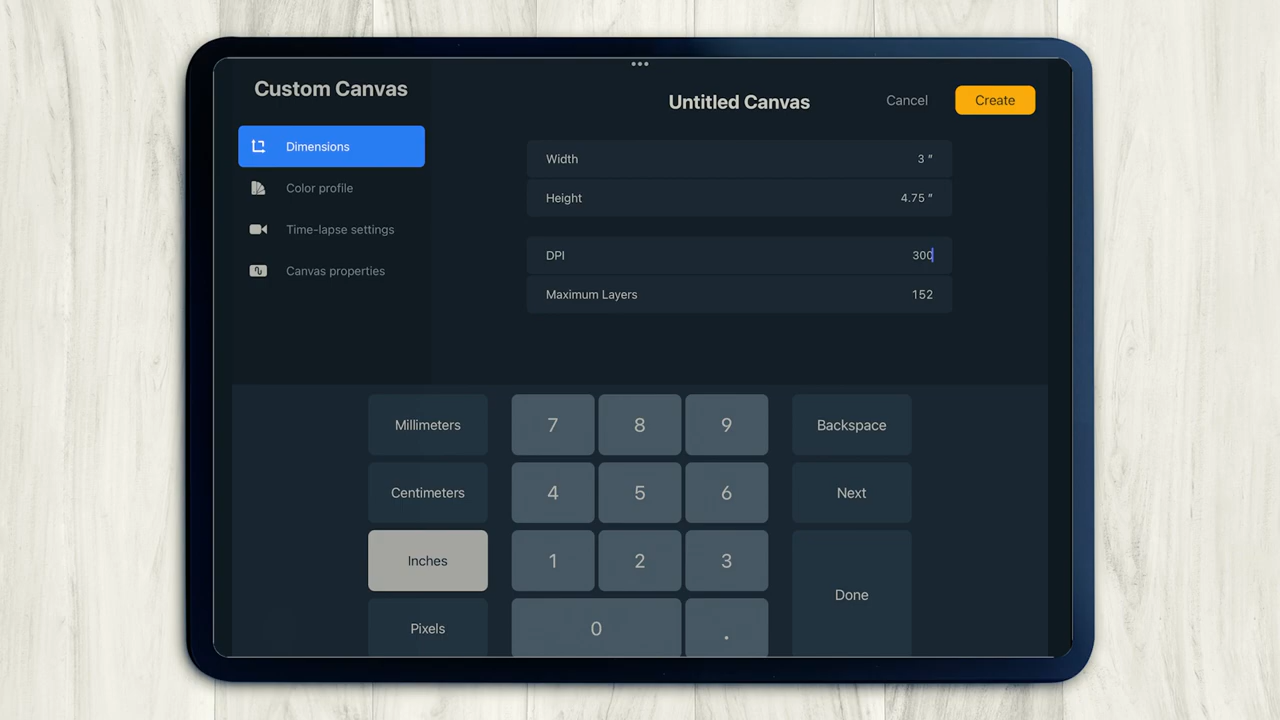 Custom Canvas
Dimensions
Color profile
Time-lapse settings
Canvas properties
Untitled Canvas
Cancel
Create
Width 3 "
Height 4.75 "
DPI 300
Maximum Layers 152
Millimeters 7 8 9 Backspace
Centimeters 4 5 6 Next
Inches 1 2 3 Done
Pixels 0 .